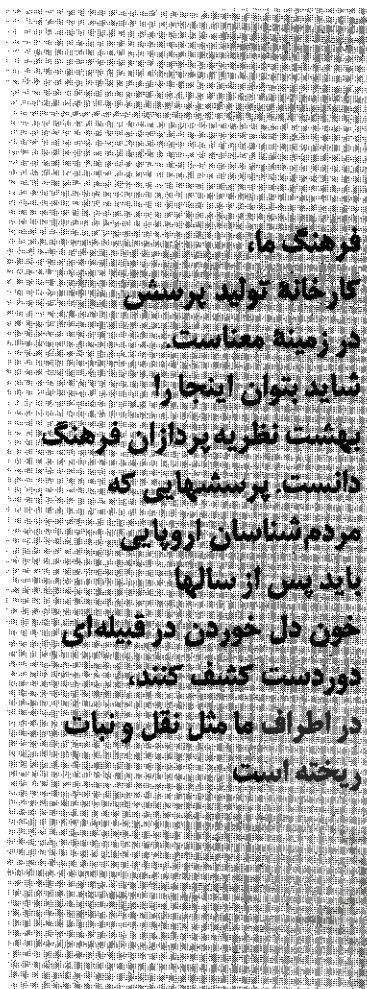 فرهنگ ما،
کارخانهٔ تولید پرسش
در زمینهٔ معناست.
شاید بتوان اینجا را
بهشت نظریه‌پردازان فرهنگ
دانست. پرسشهایی که
مردم‌شناسان اروپایی
باید پس از سالها
خون دل خوردن در قبیله‌ای
دوردست کشف کنند،
در اطراف ما مثل نقل و نبات
ریخته است